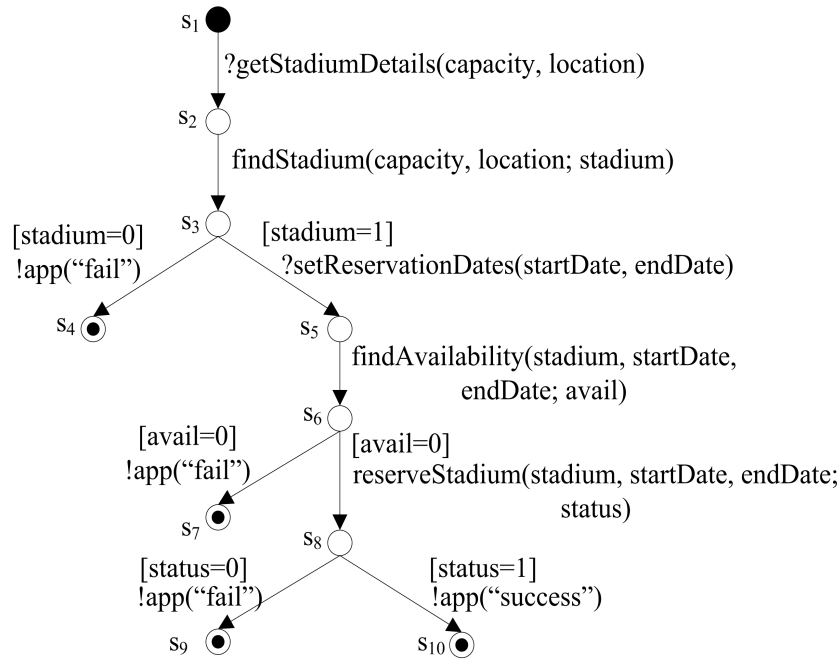 s1
?getStadiumDetails(capacity, location)
s2
findStadium(capacity, location; stadium)
s3
[stadium=0]
!app(“fail”)
[stadium=1]
?setReservationDates(startDate, endDate)
s4
s5
findAvailability(stadium, startDate,
endDate; avail)
s6
[avail=0]
!app(“fail”)
[avail=0]
reserveStadium(stadium, startDate, endDate;
status)
s7
s8
[status=0]
!app(“fail”)
[status=1]
!app(“success”)
s9
s10